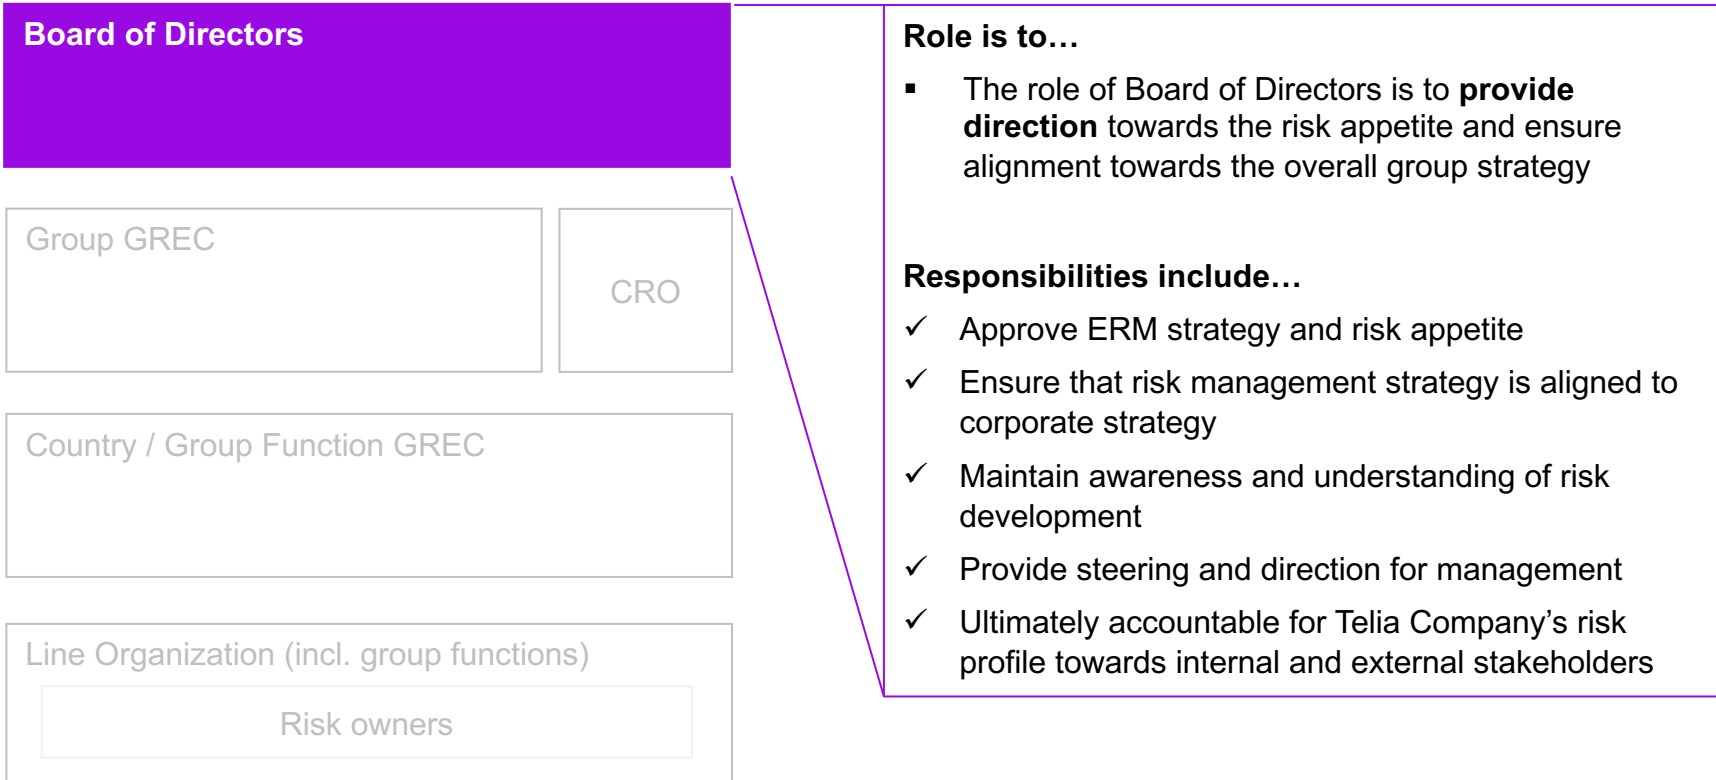 Board of Directors
Group GREC
CRO
Country / Group Function GREC
Line Organization (incl. group functions)
Risk owners
Role is to…
▪ The role of Board of Directors is to provide
direction towards the risk appetite and ensure
alignment towards the overall group strategy
Responsibilities include…
✓ Approve ERM strategy and risk appetite
✓ Ensure that risk management strategy is aligned to
corporate strategy
✓ Maintain awareness and understanding of risk
development
✓ Provide steering and direction for management
✓ Ultimately accountable for Telia Company’s risk
profile towards internal and external stakeholders